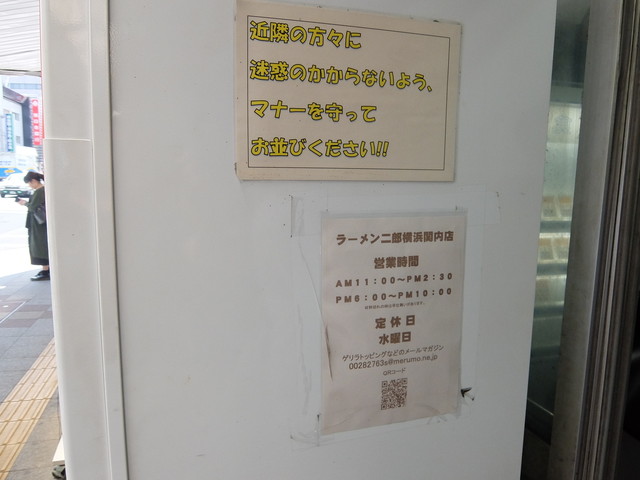 近隣の方々に
迷惑のかからないよう、
マナーを守って
お並びください!!
ラーメン二郎横浜関内店
営業時間
AM11:00〜PM2:30
PM6:00〜PM10:00
定休日
水曜日
ゲリラトッピングなどのメールマガジン
00282763s@merumo.ne.jp
QRコード